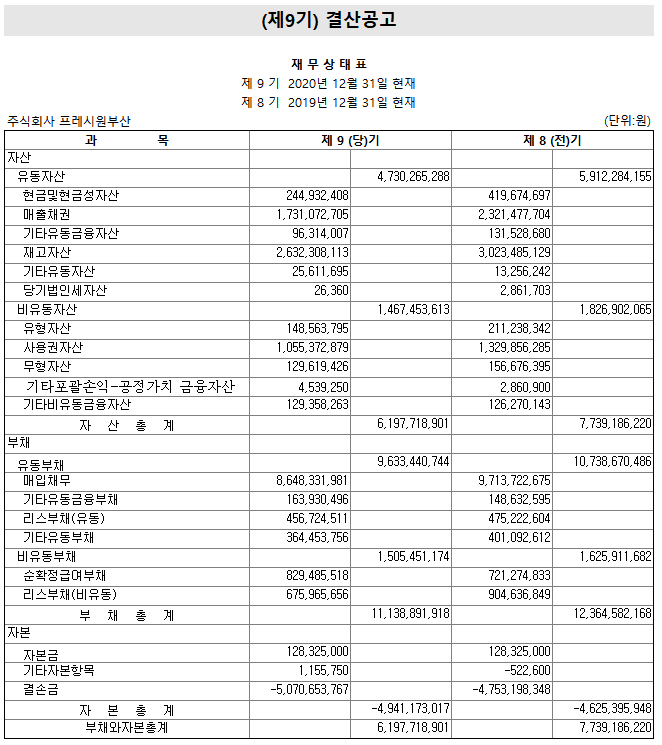 (제9기) 결산공고
재 무 상 태 표
제 9 기 2020년 12월 31일 현재
제 8 기 2019년 12월 31일 현재
주식회사 프레시원부산 (단위:원)
과 목 제 9 (당)기 제 8 (전)기
자산
유동자산 4,730,265,288 5,912,284,155
현금및현금성자산 244,932,408 419,674,697
매출채권 1,731,072,705 2,321,477,704
기타유동금융자산 96,314,007 131,528,680
재고자산 2,632,308,113 3,023,485,129
기타유동자산 25,611,695 13,256,242
당기법인세자산 26,360 2,861,703
비유동자산 1,467,453,613 1,826,902,065
유형자산 148,563,795 211,238,342
사용권자산 1,055,372,879 1,329,856,285
무형자산 129,619,426 156,676,395
기타포괄손익-공정가치 금융자산 4,539,250 2,860,900
기타비유동금융자산 129,358,263 126,270,143
자 산 총 계 6,197,718,901 7,739,186,220
부채
유동부채 9,633,440,744 10,738,670,486
매입채무 8,648,331,981 9,713,722,675
기타유동금융부채 163,930,496 148,632,595
리스부채(유동) 456,724,511 475,222,604
기타유동부채 364,453,756 401,092,612
비유동부채 1,505,451,174 1,625,911,682
순확정급여부채 829,485,518 721,274,833
리스부채(비유동) 675,965,656 904,636,849
부 채 총 계 11,138,891,918 12,364,582,168
자본
자본금 128,325,000 128,325,000
기타자본항목 1,155,750 -522,600
결손금 -5,070,653,767 -4,753,198,348
자 본 총 계 -4,941,173,017 -4,625,395,948
부채와자본총계 6,197,718,901 7,739,186,220